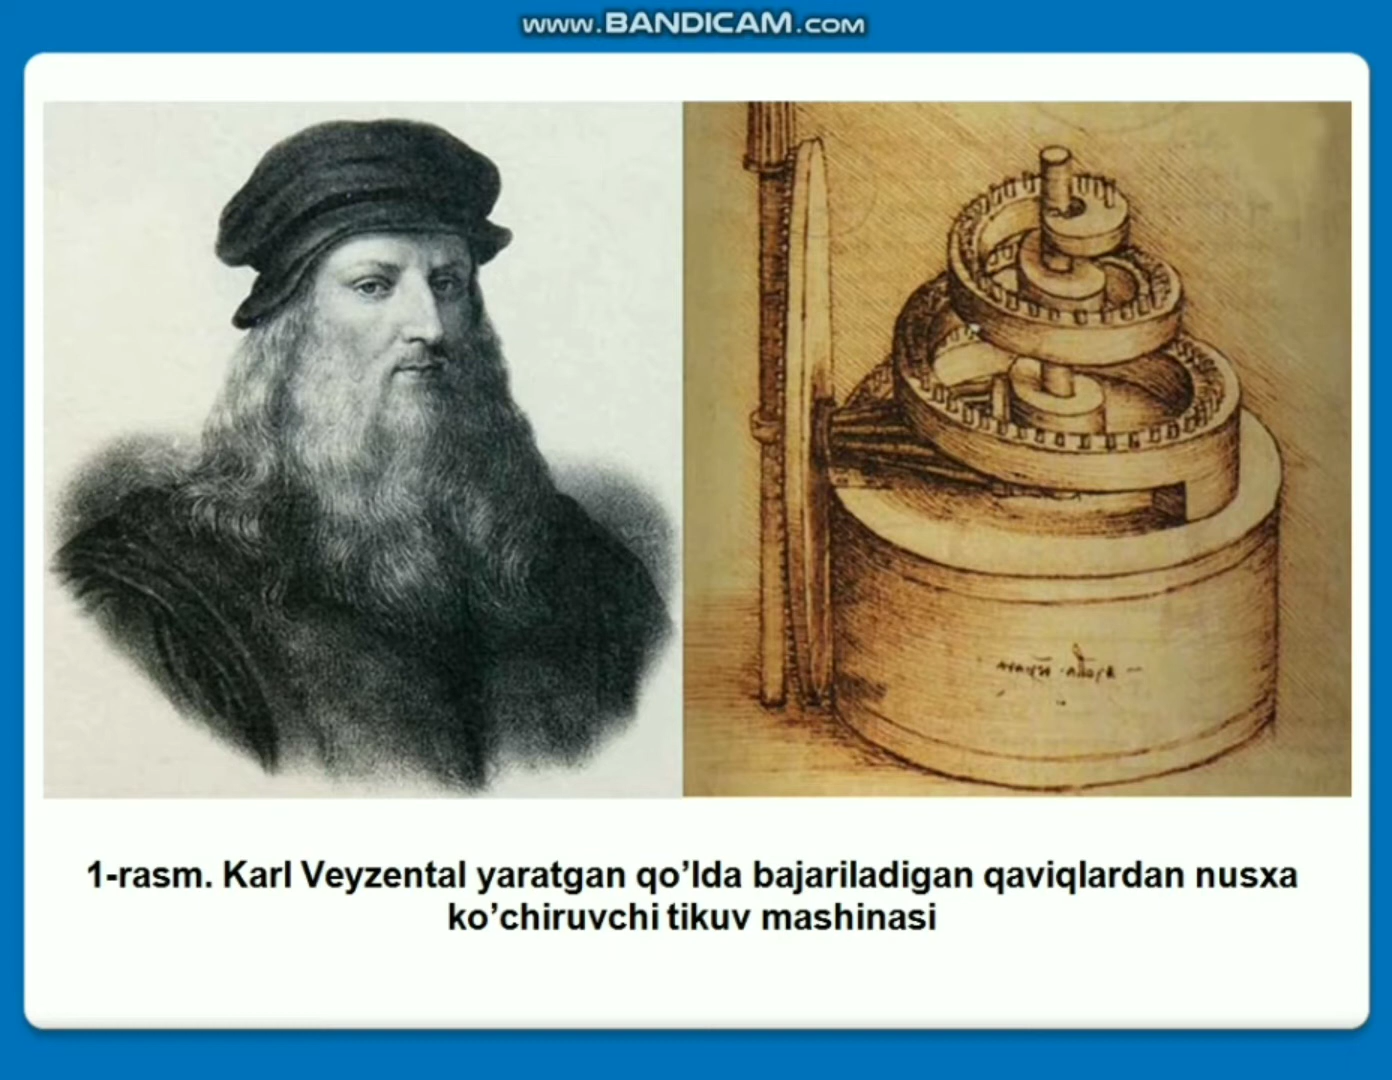 www.BANDICAM.com
1-rasm. Karl Veyzental yaratgan qo’lda bajariladigan qaviqlardan nusxa
ko’chiruvchi tikuv mashinasi